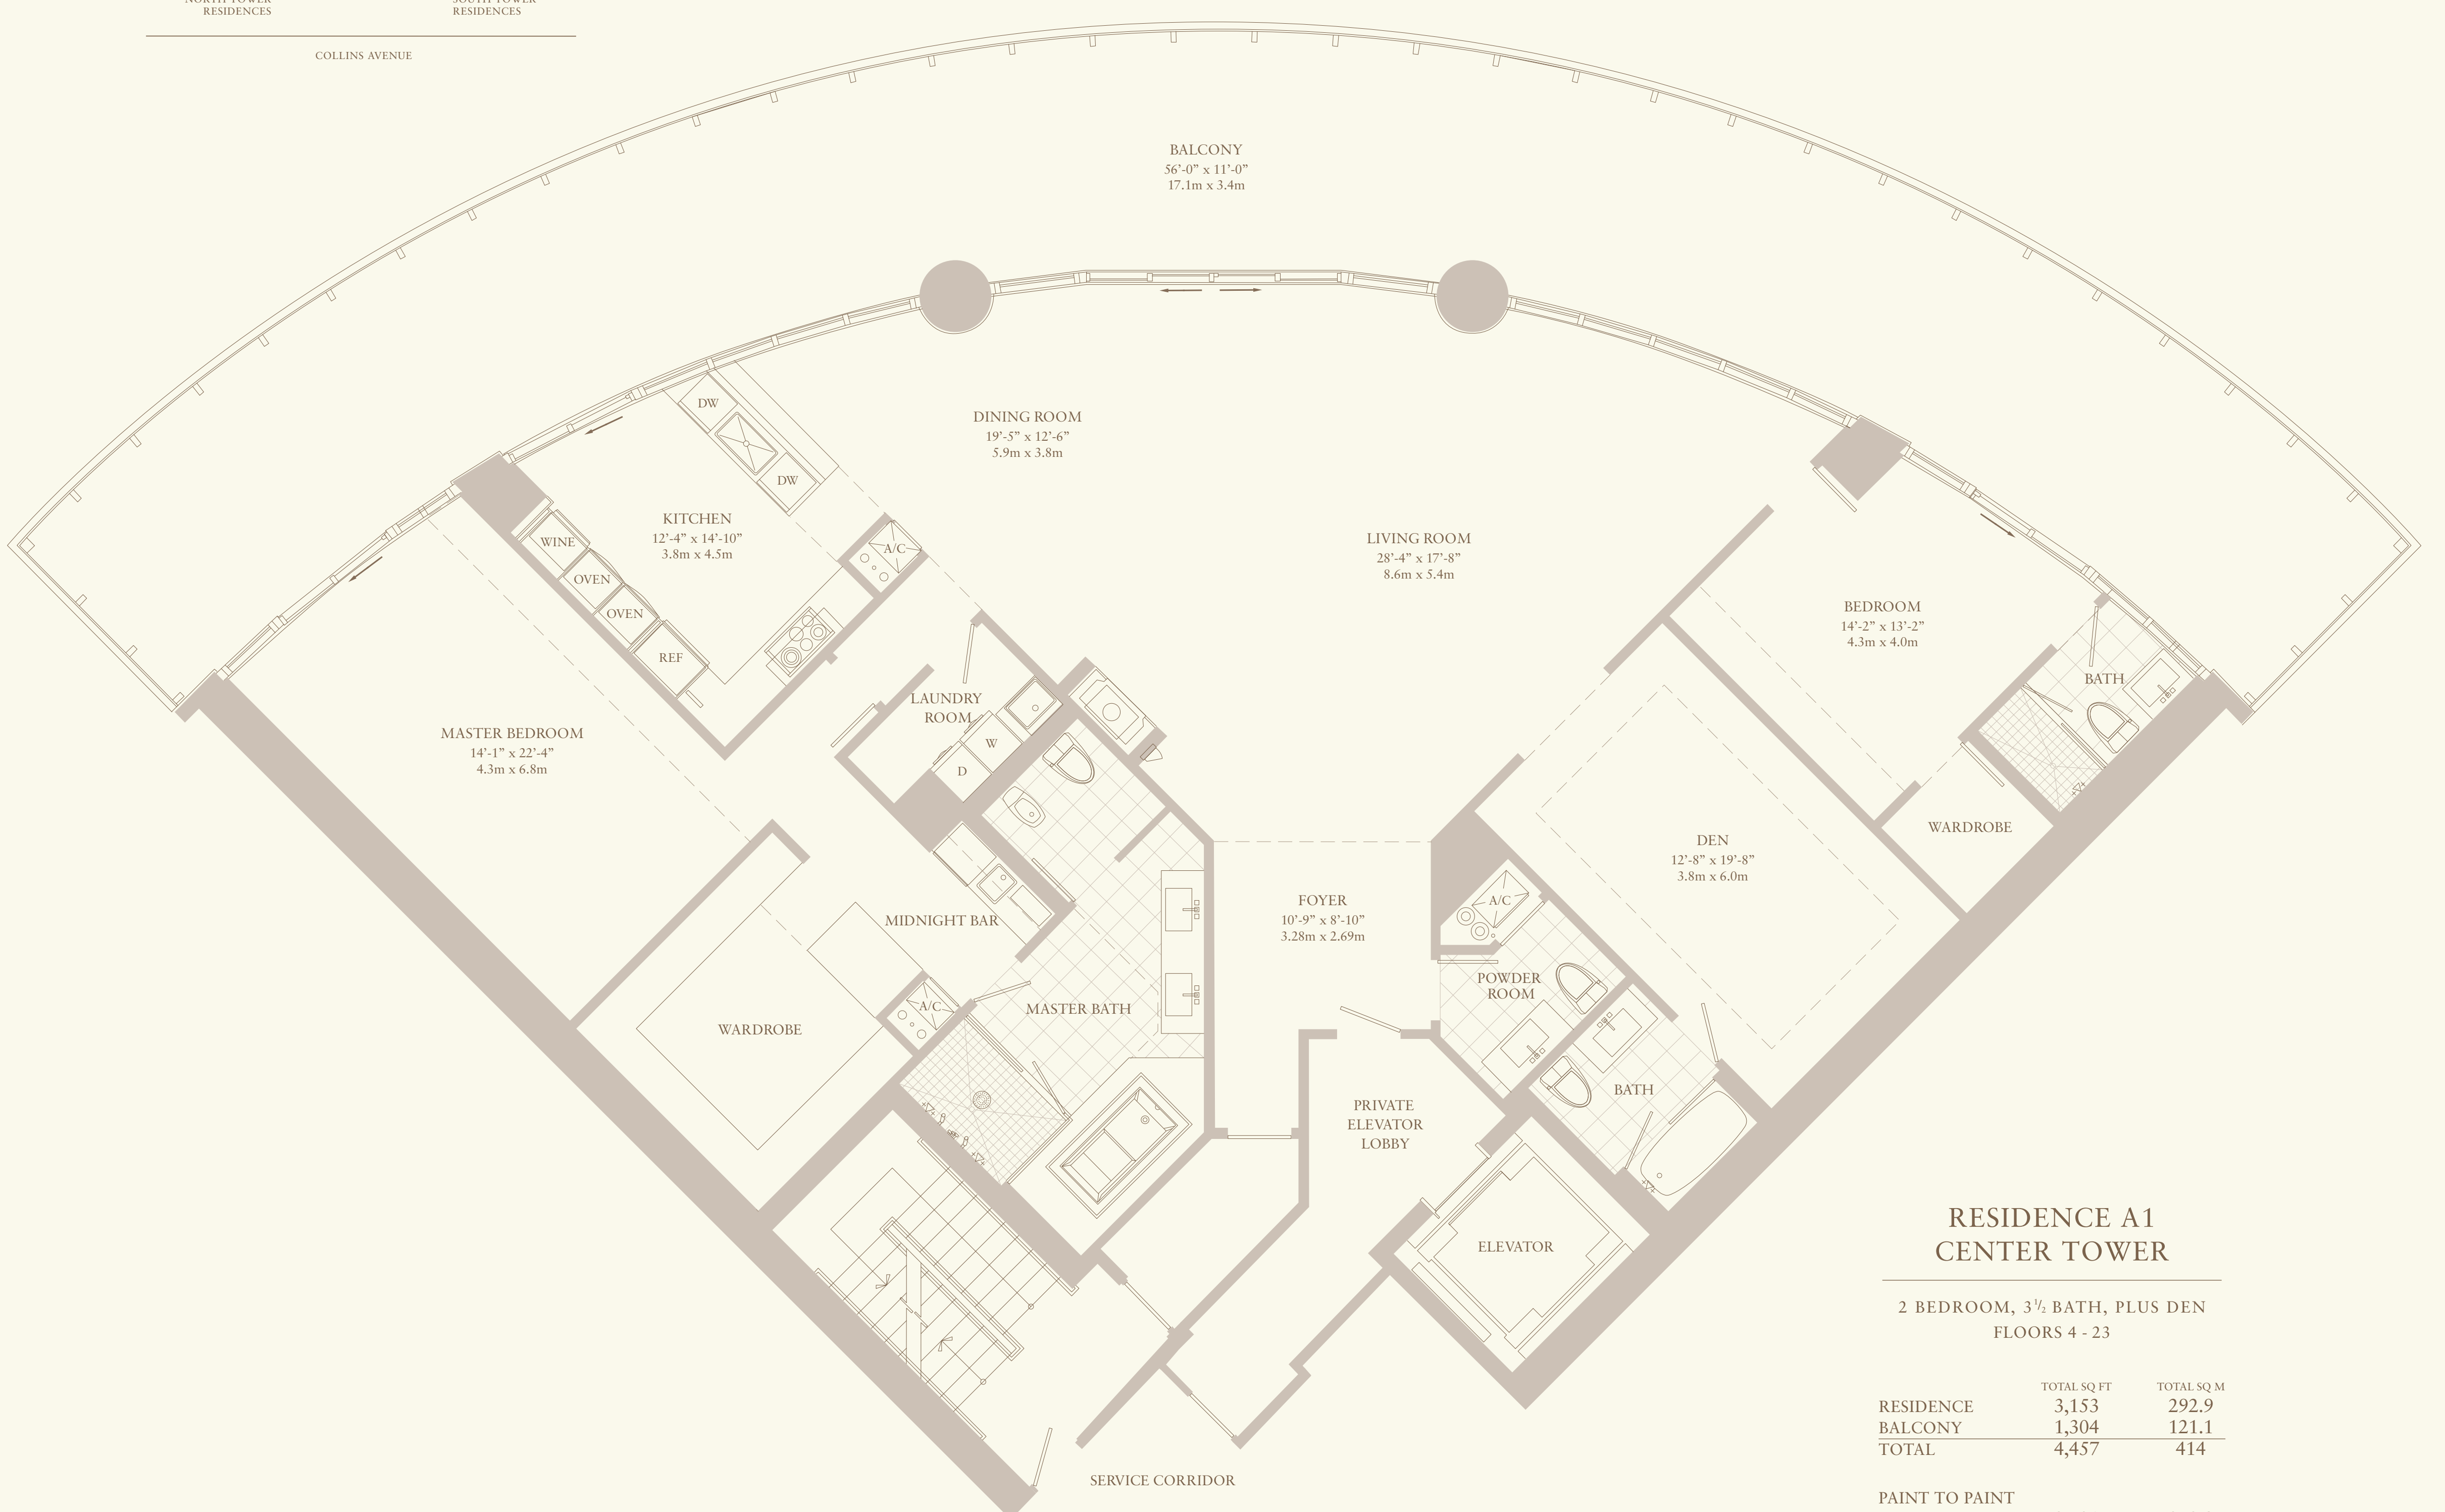 NORTH TOWER
RESIDENCES
SOUTH TOWER
RESIDENCES
COLLINS AVENUE
BALCONY
56’-0” x 11’-0”
17.1m x 3.4m
DINING ROOM
19’-5” x 12’-6”
5.9m x 3.8m
DW
DW
KITCHEN
12’-4” x 14’-10”
3.8m x 4.5m
WINE
OVEN
OVEN
REF
A/C
LIVING ROOM
28’-4” x 17’-8”
8.6m x 5.4m
BEDROOM
14’-2” x 13’-2”
4.3m x 4.0m
BATH
WARDROBE
MASTER BEDROOM
14’-1” x 22’-4”
4.3m x 6.8m
LAUNDRY
ROOM
W
D
DEN
12’-8” x 19’-8”
3.8m x 6.0m
MIDNIGHT BAR
FOYER
10’-9” x 8’-10”
3.28m x 2.69m
A/C
POWDER
ROOM
A/C
MASTER BATH
WARDROBE
BATH
PRIVATE
ELEVATOR
LOBBY
ELEVATOR
SERVICE CORRIDOR
RESIDENCE A1
CENTER TOWER
2 BEDROOM, 3 1/2 BATH, PLUS DEN
FLOORS 4 - 23
TOTAL SQ FT TOTAL SQ M
RESIDENCE 3,153 292.9
BALCONY 1,304 121.1
TOTAL 4,457 414
PAINT TO PAINT